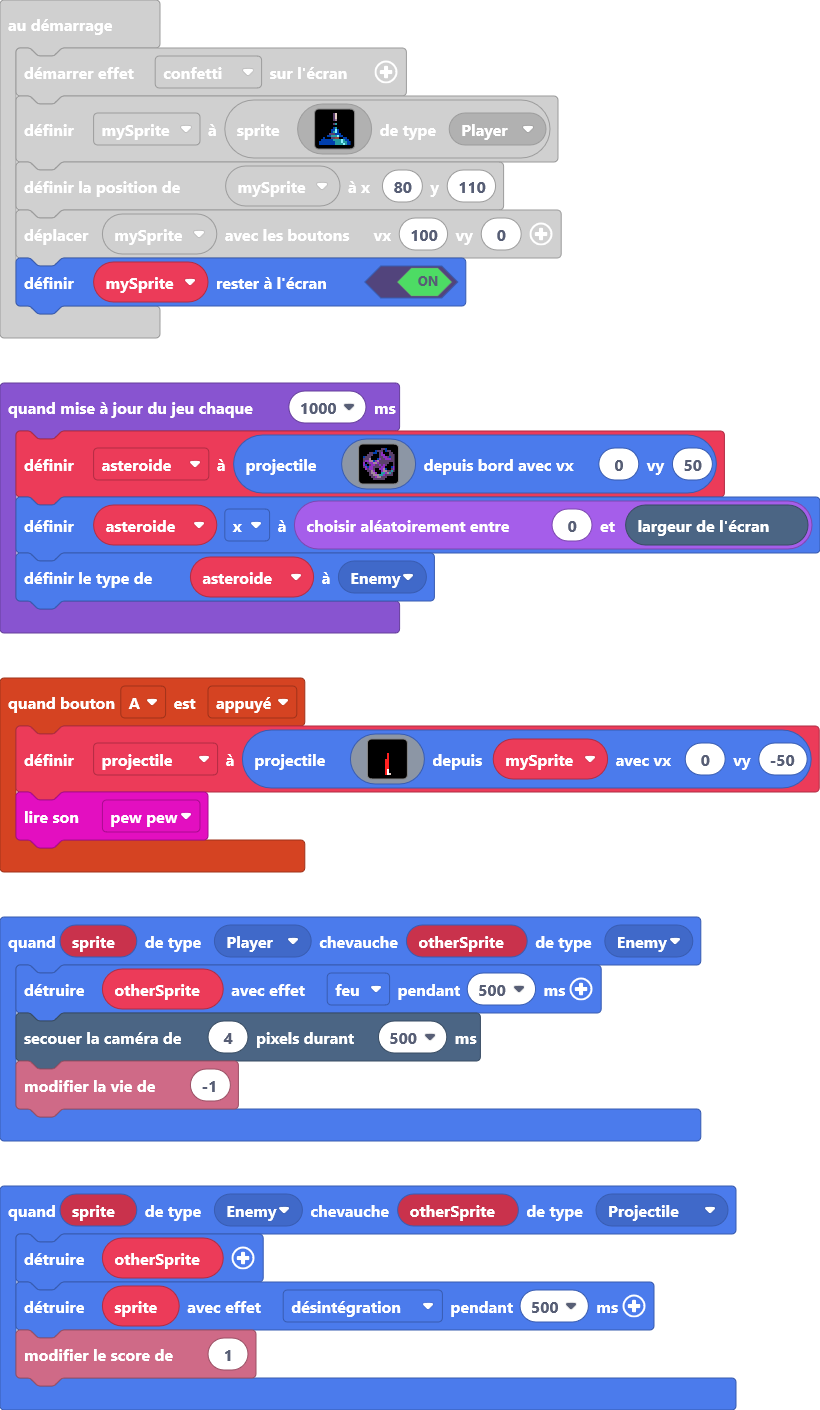 au démarrage
démarrer effet confetti sur l'écran
définir mySprite à sprite de type Player
définir la position de mySprite à x 80 y 110
déplacer mySprite avec les boutons vx 100 vy 0
définir mySprite rester à l'écran ON
quand mise à jour du jeu chaque 1000 ms
définir asteroide à projectile depuis bord avec vx 0 vy 50
définir asteroide x à choisir aléatoirement entre 0 et largeur de l'écran
définir le type de asteroide à Enemy
quand bouton A est appuyé
définir projectile à projectile depuis mySprite avec vx 0 vy -50
lire son pew pew
quand sprite de type Player chevauche otherSprite de type Enemy
détruire otherSprite avec effet feu pendant 500 ms
secouer la caméra de 4 pixels durant 500 ms
modifier la vie de -1
quand sprite de type Enemy chevauche otherSprite de type Projectile
détruire otherSprite
détruire sprite avec effet désintégration pendant 500 ms
modifier le score de 1